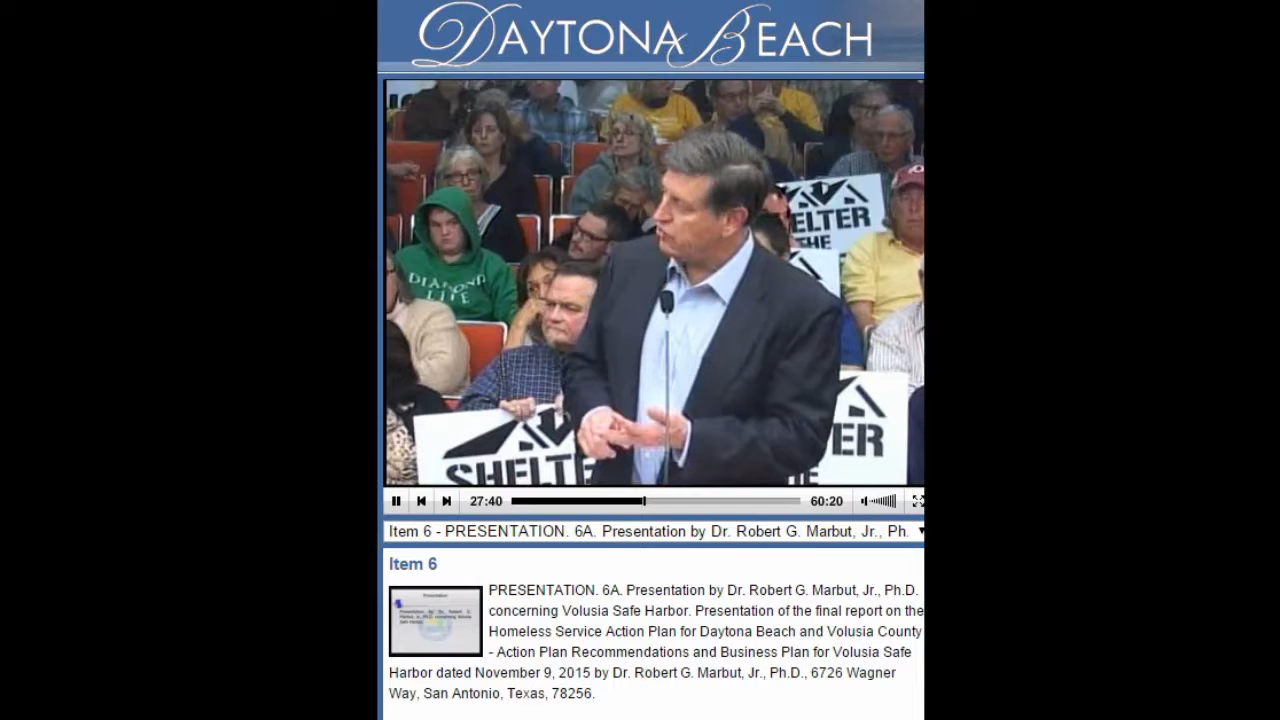 DAYTONA BEACH
SHELTER
THE
DIAMOND
LIFE
SHELTE
ER
27:40
60:20
Item 6 - PRESENTATION. 6A. Presentation by Dr. Robert G. Marbut, Jr., Ph.
Item 6
PRESENTATION. 6A. Presentation by Dr. Robert G. Marbut, Jr., Ph.D.
concerning Volusia Safe Harbor. Presentation of the final report on the
Homeless Service Action Plan for Daytona Beach and Volusia County
- Action Plan Recommendations and Business Plan for Volusia Safe
Harbor dated November 9, 2015 by Dr. Robert G. Marbut, Jr., Ph.D., 6726 Wagner
Way, San Antonio, Texas, 78256.